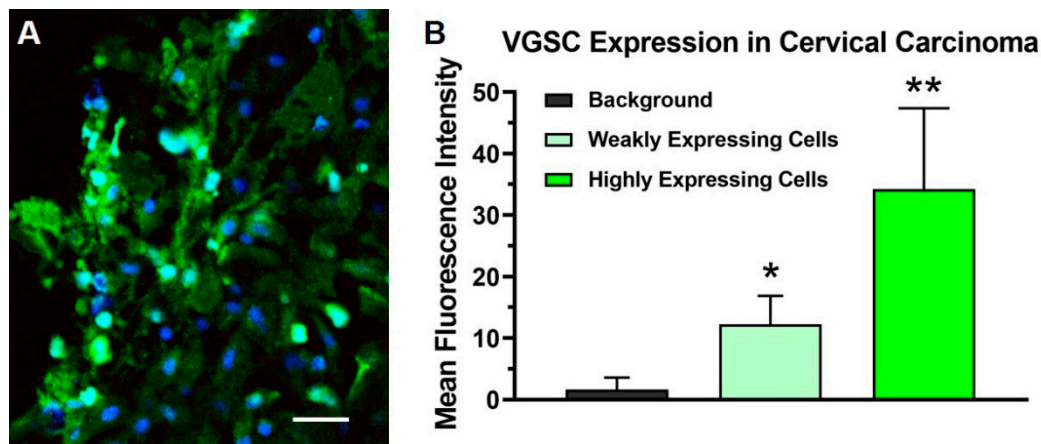 A
B
VGSC Expression in Cervical Carcinoma
Mean Fluorescence Intensity
50
40
30
20
10
0
Background
Weakly Expressing Cells
Highly Expressing Cells
*
**